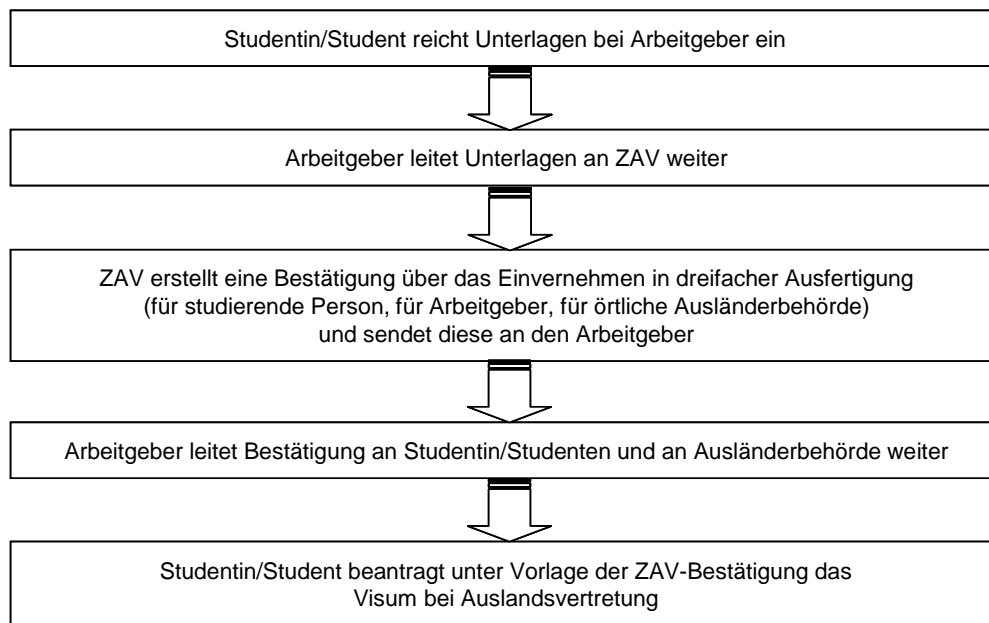 Studentin/Student reicht Unterlagen bei Arbeitgeber ein
Arbeitgeber leitet Unterlagen an ZAV weiter
ZAV erstellt eine Bestätigung über das Einvernehmen in dreifacher Ausfertigung
(für studierende Person, für Arbeitgeber, für örtliche Ausländerbehörde)
und sendet diese an den Arbeitgeber
Arbeitgeber leitet Bestätigung an Studentin/Studenten und an Ausländerbehörde weiter
Studentin/Student beantragt unter Vorlage der ZAV-Bestätigung das
Visum bei Auslandsvertretung